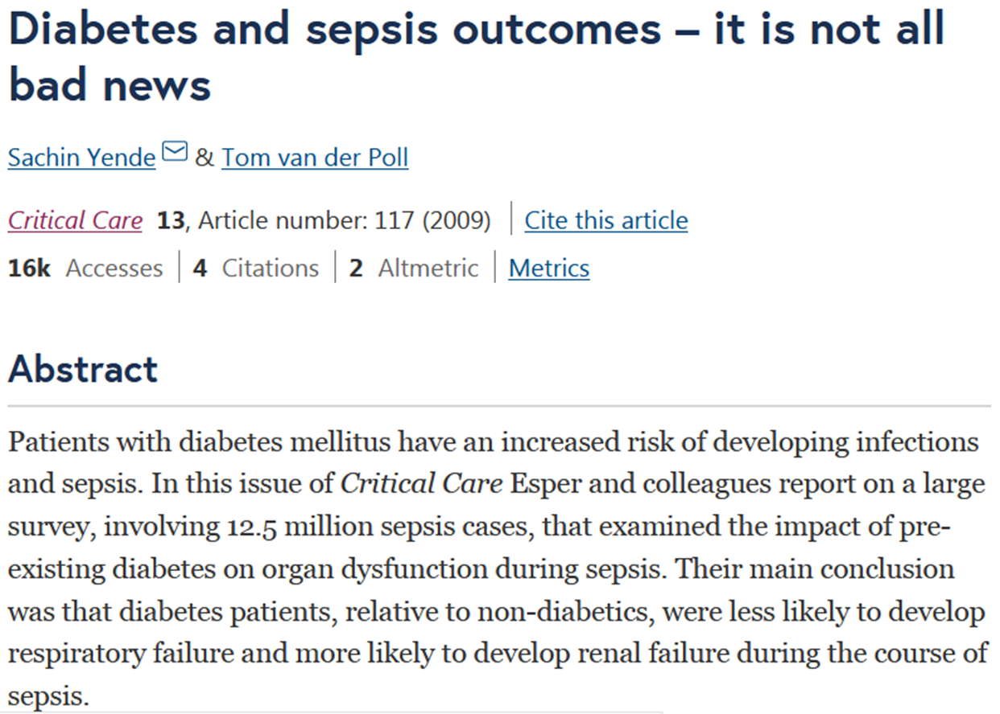 Diabetes and sepsis outcomes – it is not all
bad news
Sachin Yende & Tom van der Poll
Critical Care 13, Article number: 117 (2009) | Cite this article
16k Accesses | 4 Citations | 2 Altmetric | Metrics
Abstract
Patients with diabetes mellitus have an increased risk of developing infections
and sepsis. In this issue of Critical Care Esper and colleagues report on a large
survey, involving 12.5 million sepsis cases, that examined the impact of pre-
existing diabetes on organ dysfunction during sepsis. Their main conclusion
was that diabetes patients, relative to non-diabetics, were less likely to develop
respiratory failure and more likely to develop renal failure during the course of
sepsis.